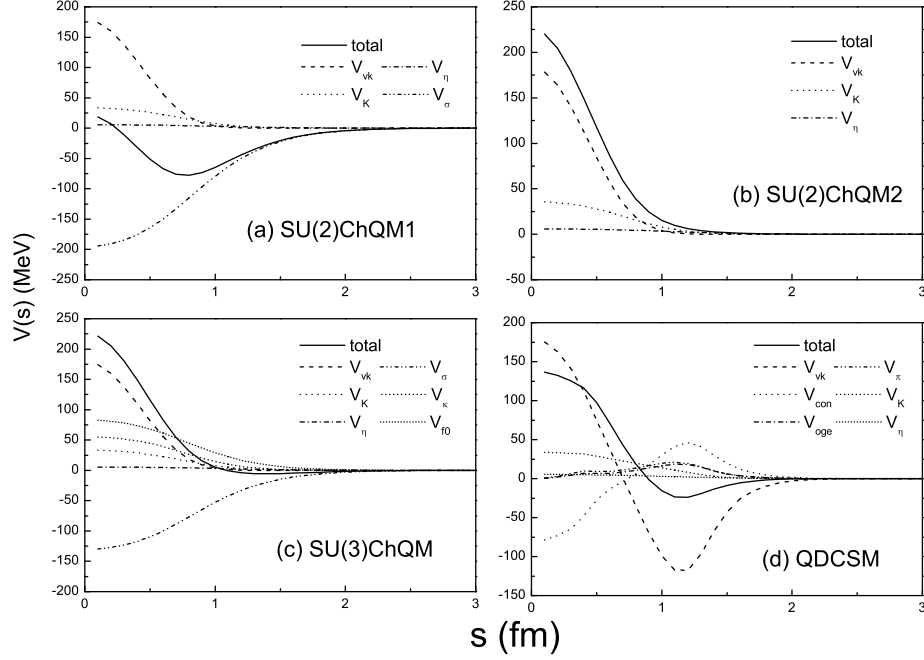 200
150
100
50
0
-50
-100
-150
-200
-250
0 1 2 3
total
V_vk V_η
V_K V_σ
(a) SU(2)ChQM1
250
200
150
100
50
0
50
0 1 2 3
total
V_vk
V_K
V_η
(b) SU(2)ChQM2
V(s) (MeV)
250
200
150
100
50
0
-50
-100
-150
-200
0 1 2 3
total
V_vk V_σ
V_K V_κ
V_η V_f0
(c) SU(3)ChQM
200
150
100
50
0
-50
-100
-150
0 1 2 3
total
V_vk V_π
V_con V_K
V_oge V_η
(d) QDCSM
s (fm)